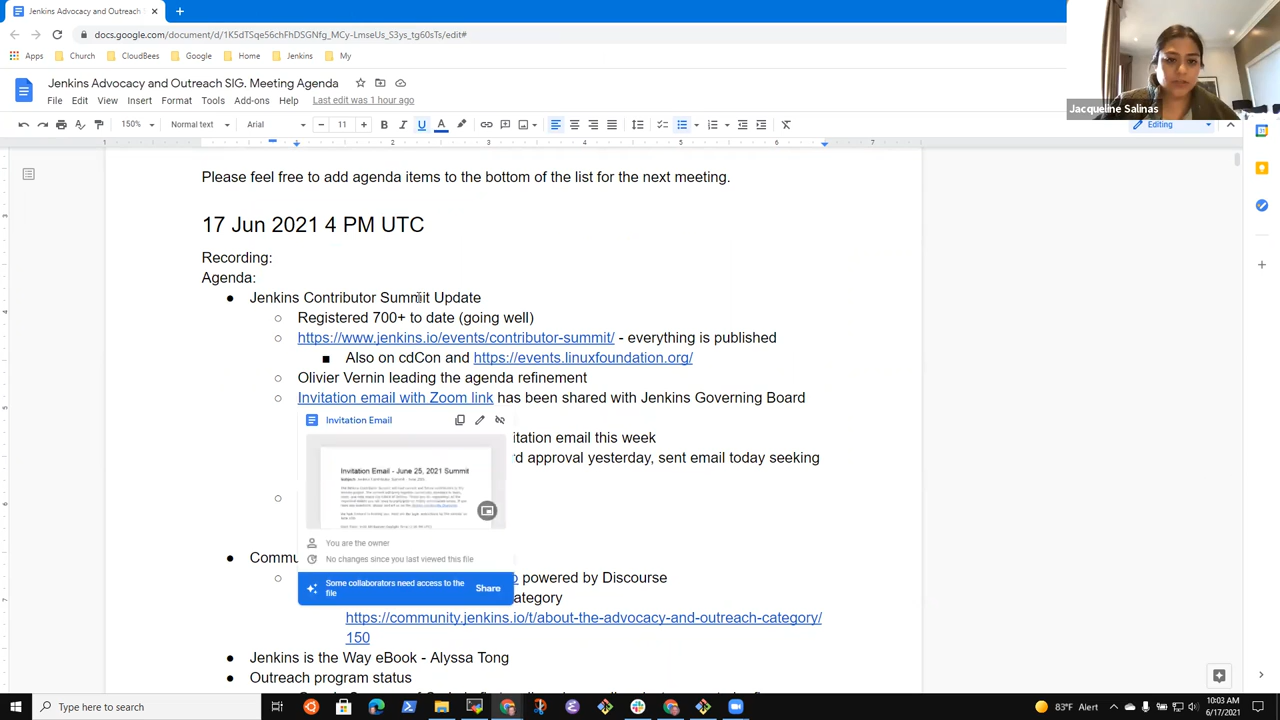 Jenkins Advocacy and Outreach
docs.google.com/document/d/1K5dTSqe56chFhDSGNfg_MCy-LmseUs_S3ys_tg60sTs/edit#
Apps Church CloudBees Google Home Jenkins My
Jacqueline Salinas
Jenkins Advocacy and Outreach SIG. Meeting Agenda
File Edit View Insert Format Tools Add-ons Help Last edit was 1 hour ago
150% Normal text Arial 11 Editing
1 2 3 4 5 6 7
Please feel free to add agenda items to the bottom of the list for the next meeting.
17 Jun 2021 4 PM UTC
Recording:
Agenda:
Jenkins Contributor Summit Update
Registered 700+ to date (going well)
https://www.jenkins.io/events/contributor-summit/ - everything is published
Also on cdCon and https://events.linuxfoundation.org/
Olivier Vernin leading the agenda refinement
Invitation email with Zoom link has been shared with Jenkins Governing Board
Invitation Email
itation email this week
rd approval yesterday, sent email today seeking
Invitation Email - June 25, 2021 Summit
You are the owner
No changes since you last viewed this file
Some collaborators need access to the
file
Share
Commu
powered by Discourse
ategory
https://community.jenkins.io/t/about-the-advocacy-and-outreach-category/
150
Jenkins is the Way eBook - Alyssa Tong
Outreach program status
Type here to search
83°F Alert
10:03 AM
6/17/2021